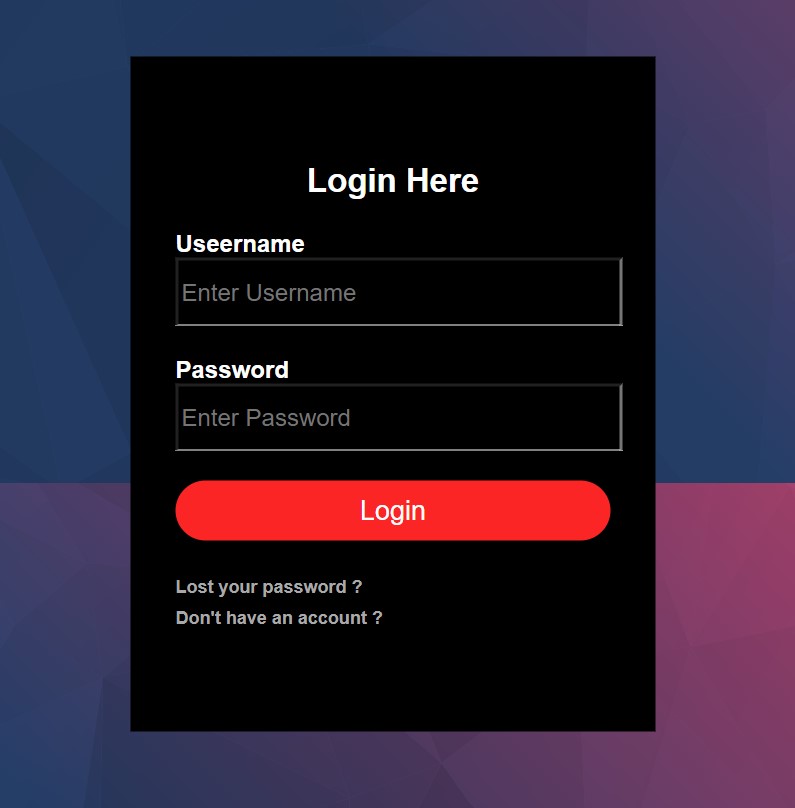 Login Here
Useername
Enter Username
Password
Enter Password
Login
Lost your password ?
Don't have an account ?